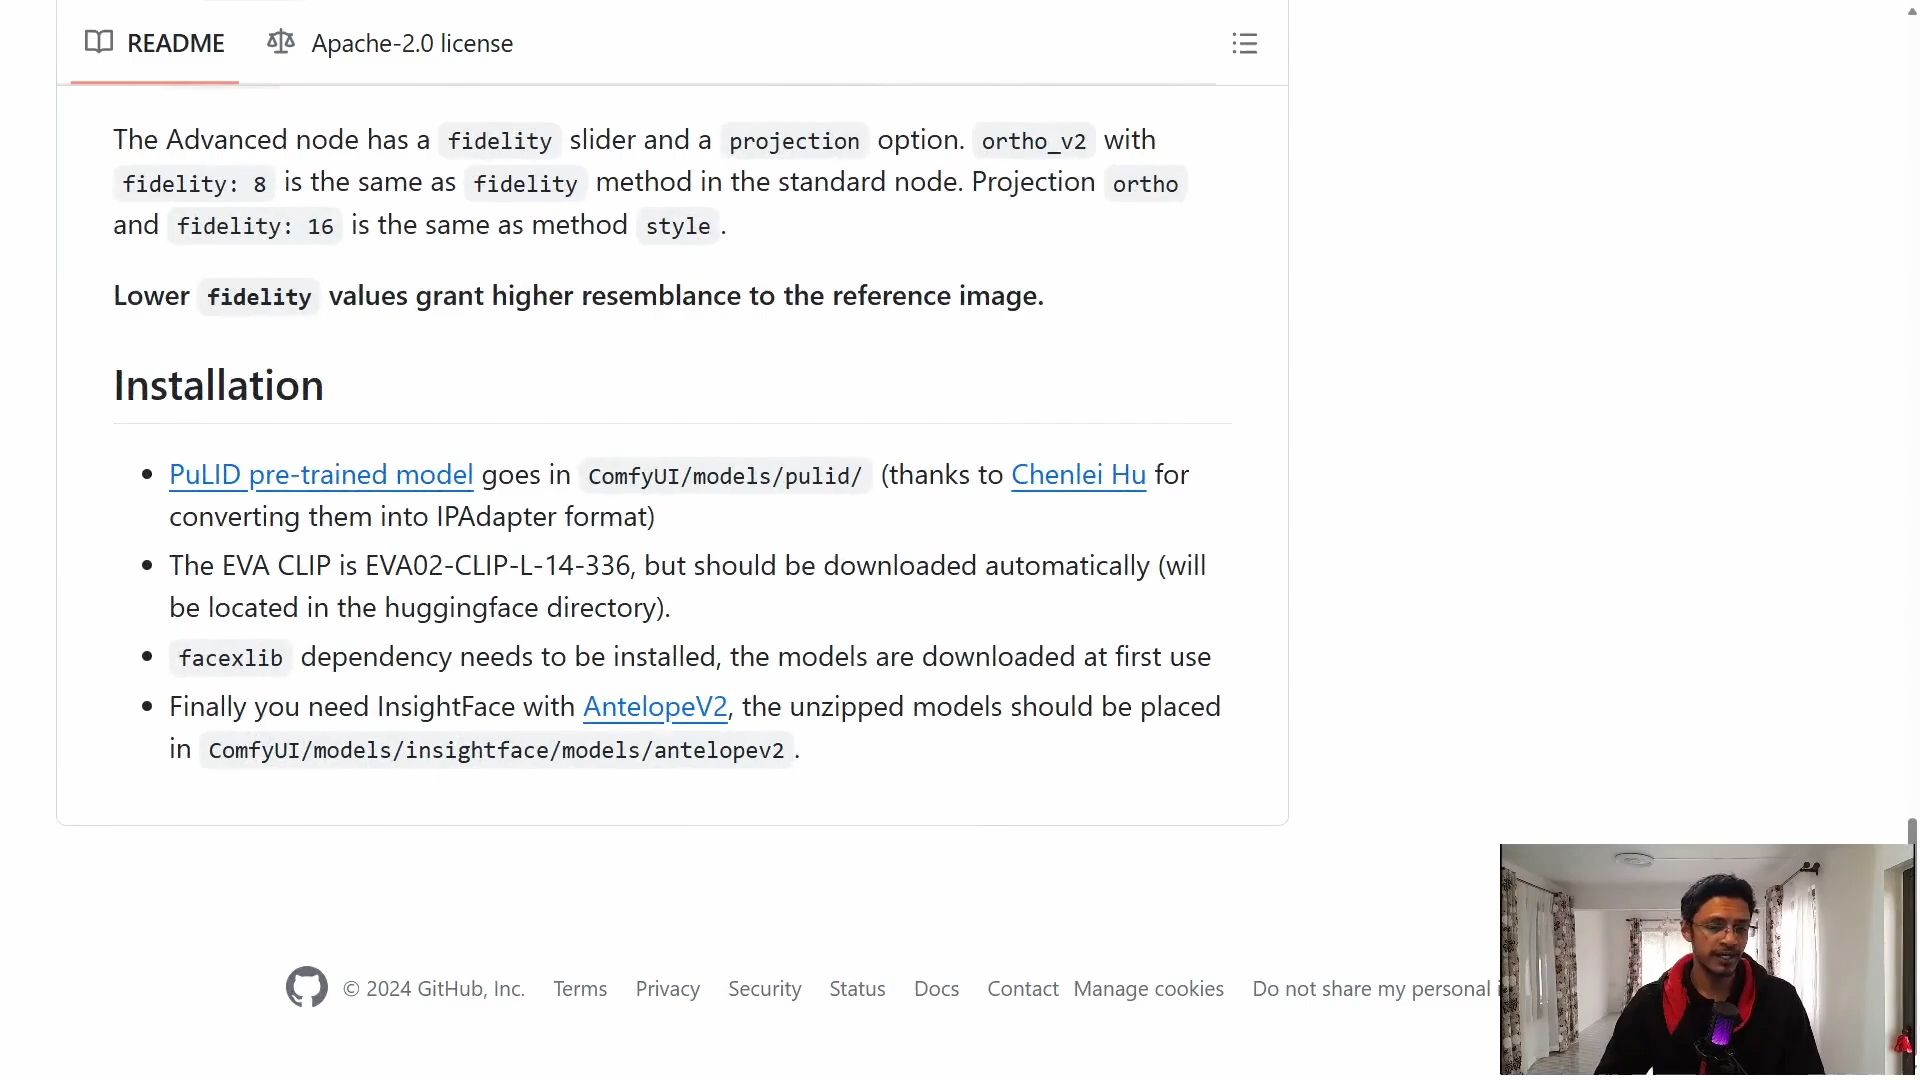 README Apache-2.0 license
The Advanced node has a fidelity slider and a projection option. ortho_v2 with
fidelity: 8 is the same as fidelity method in the standard node. Projection ortho
and fidelity: 16 is the same as method style.
Lower fidelity values grant higher resemblance to the reference image.
Installation
• PuLID pre-trained model goes in ComfyUI/models/pulid/ (thanks to Chenlei Hu for
converting them into IPAdapter format)
• The EVA CLIP is EVA02-CLIP-L-14-336, but should be downloaded automatically (will
be located in the huggingface directory).
• facexlib dependency needs to be installed, the models are downloaded at first use
• Finally you need InsightFace with AntelopeV2, the unzipped models should be placed
in ComfyUI/models/insightface/models/antelopev2.
© 2024 GitHub, Inc. Terms Privacy Security Status Docs Contact Manage cookies Do not share my personal